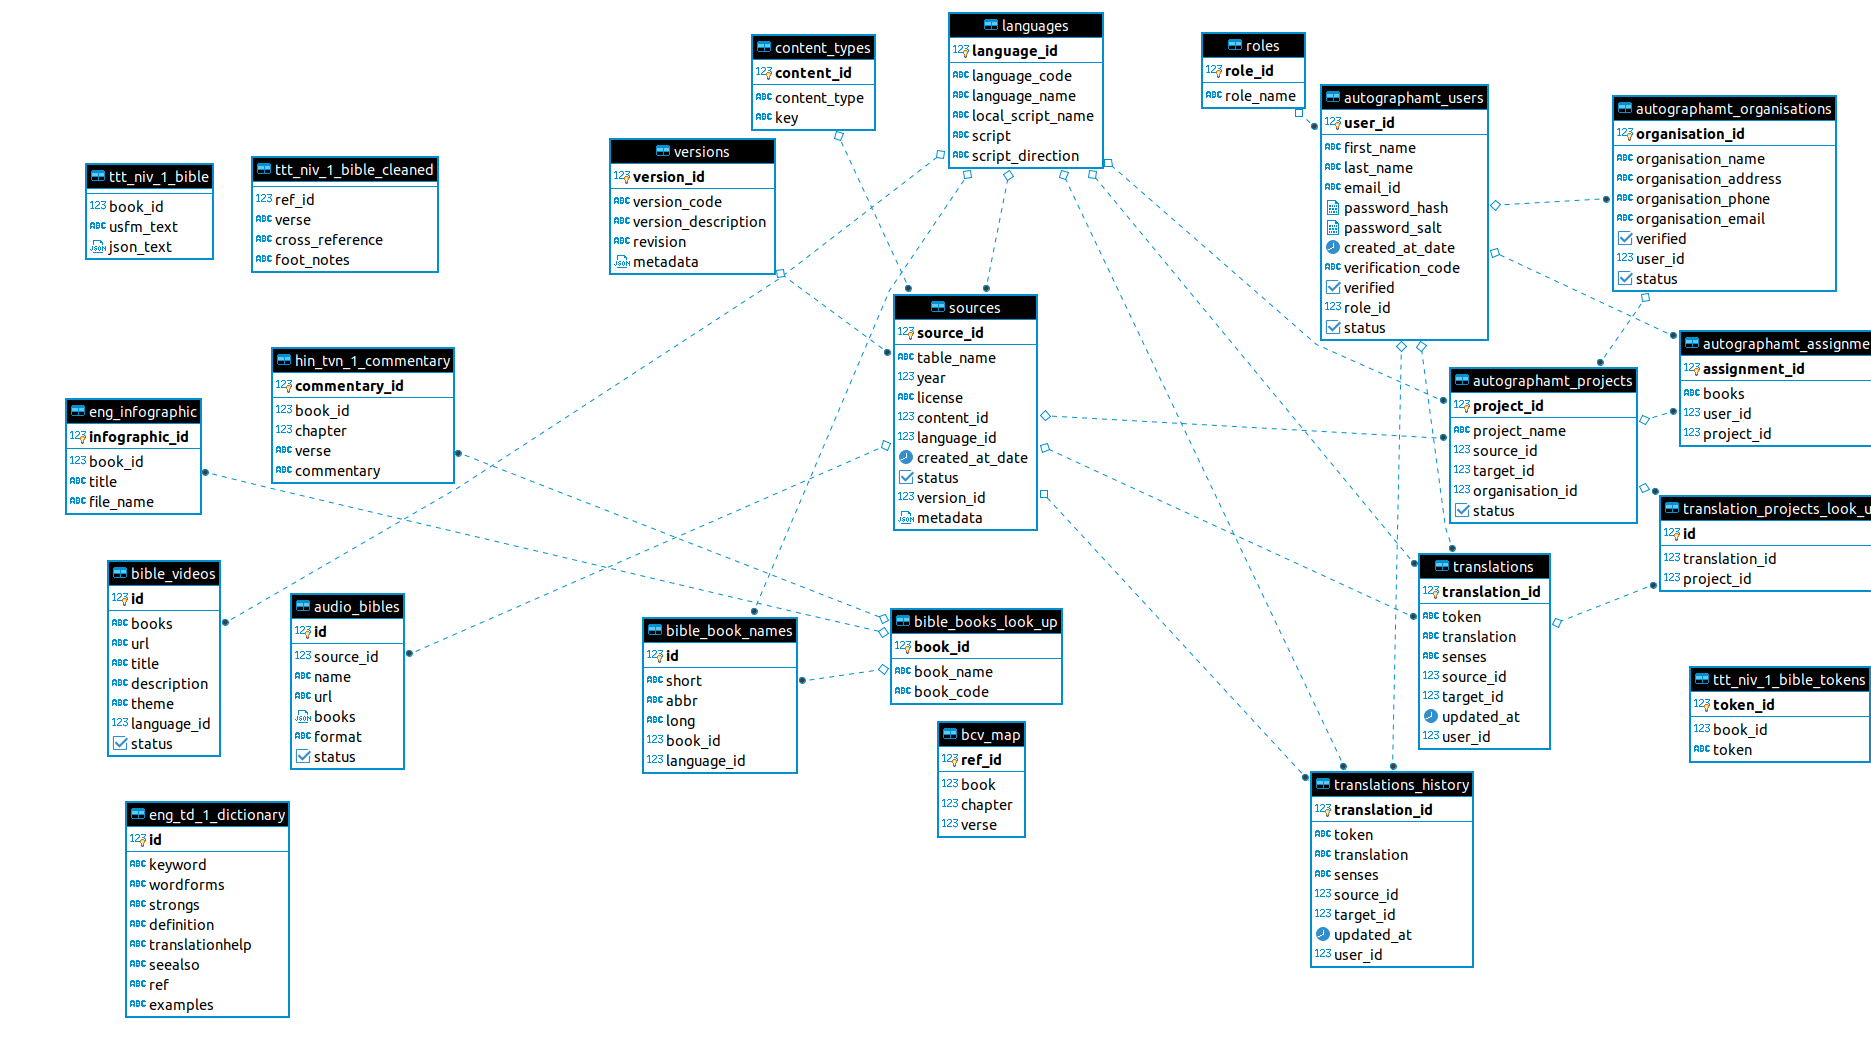 languages
language_id
language_code
language_name
local_script_name
script
script_direction
content_types
content_id
content_type
key
roles
role_id
role_name
autographamt_users
user_id
first_name
last_name
email_id
password_hash
password_salt
created_at_date
verification_code
verified
role_id
status
autographamt_organisations
organisation_id
organisation_name
organisation_address
organisation_phone
organisation_email
verified
user_id
status
versions
version_id
version_code
version_description
revision
metadata
ttt_niv_1_bible
book_id
usfm_text
json_text
ttt_niv_1_bible_cleaned
ref_id
verse
cross_reference
foot_notes
sources
source_id
table_name
year
license
content_id
language_id
created_at_date
status
version_id
metadata
autographamt_assignme
assignment_id
books
user_id
project_id
hin_tvn_1_commentary
commentary_id
book_id
chapter
verse
commentary
autographamt_projects
project_id
project_name
source_id
target_id
organisation_id
status
eng_infographic
infographic_id
book_id
title
file_name
translation_projects_look_u
id
translation_id
project_id
bible_videos
id
books
url
title
description
theme
language_id
status
audio_bibles
id
source_id
name
url
books
format
status
bible_book_names
id
short
abbr
long
book_id
language_id
bible_books_look_up
book_id
book_name
book_code
translations
translation_id
token
translation
senses
source_id
target_id
updated_at
user_id
ttt_niv_1_bible_tokens
token_id
book_id
token
bcv_map
ref_id
book
chapter
verse
translations_history
translation_id
token
translation
senses
source_id
target_id
updated_at
user_id
eng_td_1_dictionary
id
keyword
wordforms
strongs
definition
translationhelp
seealso
ref
examples